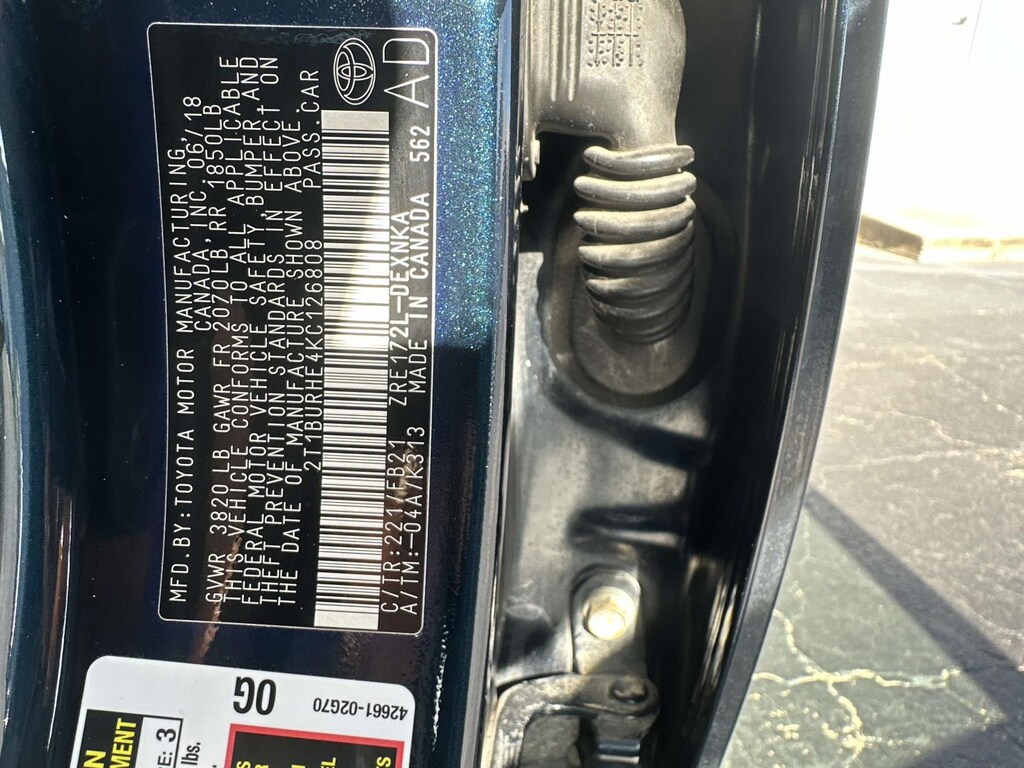 MFD.BY:TOYOTA MOTOR MANUFACTURING,
CANADA, INC. 06/18
GVWR 3820LB GAWR FR 2070LB RR 1850LB
THIS VEHICLE CONFORMS TO ALL APPLICABLE
FEDERAL MOTOR VEHICLE SAFETY, BUMPER AND
THEFT PREVENTION STANDARDS IN EFFECT ON
THE DATE OF MANUFACTURE SHOWN ABOVE.
2T1BURHE4KC126808 PASS.CAR
C/TR:221/FB21 ZRE172L-DEXNKA
A/TM:-04A/K313 MADE IN CANADA 562
AD
0G
42661-02G70
3
lbs.